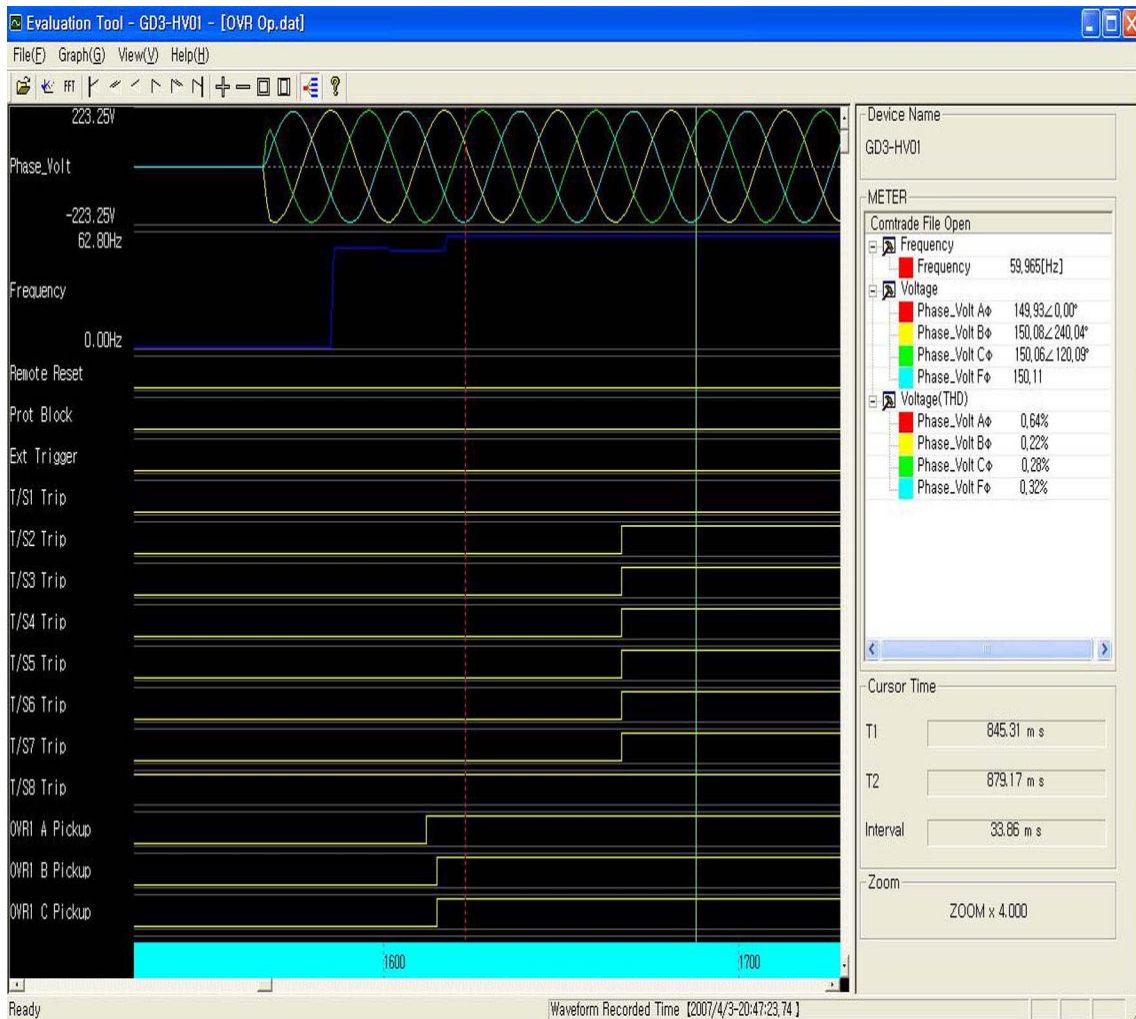 Evaluation Tool - GD3-HV01 - [OVR Op.dat]
File(F) Graph(G) View(V) Help(H)
FFT
223.25V
Phase_Volt
-223.25V
62.80Hz
Frequency
0.00Hz
Remote Reset
Prot Block
Ext Trigger
T/S1 Trip
T/S2 Trip
T/S3 Trip
T/S4 Trip
T/S5 Trip
T/S6 Trip
T/S7 Trip
T/S8 Trip
OVR1 A Pickup
OVR1 B Pickup
OVR1 C Pickup
1600 1700
Device Name
GD3-HV01
METER
Comtrade File Open
Frequency
Frequency 59,965[Hz]
Voltage
Phase_Volt AΦ 149,93∠0,00°
Phase_Volt BΦ 150,08∠240,04°
Phase_Volt CΦ 150,06∠120,09°
Phase_Volt FΦ 150,11
Voltage(THD)
Phase_Volt AΦ 0,64%
Phase_Volt BΦ 0,22%
Phase_Volt CΦ 0,28%
Phase_Volt FΦ 0,32%
Cursor Time
T1 845.31 m s
T2 879.17 m s
Interval 33.86 m s
Zoom
ZOOM x 4.000
Ready
Waveform Recorded Time [2007/4/3-20:47:23,74 ]